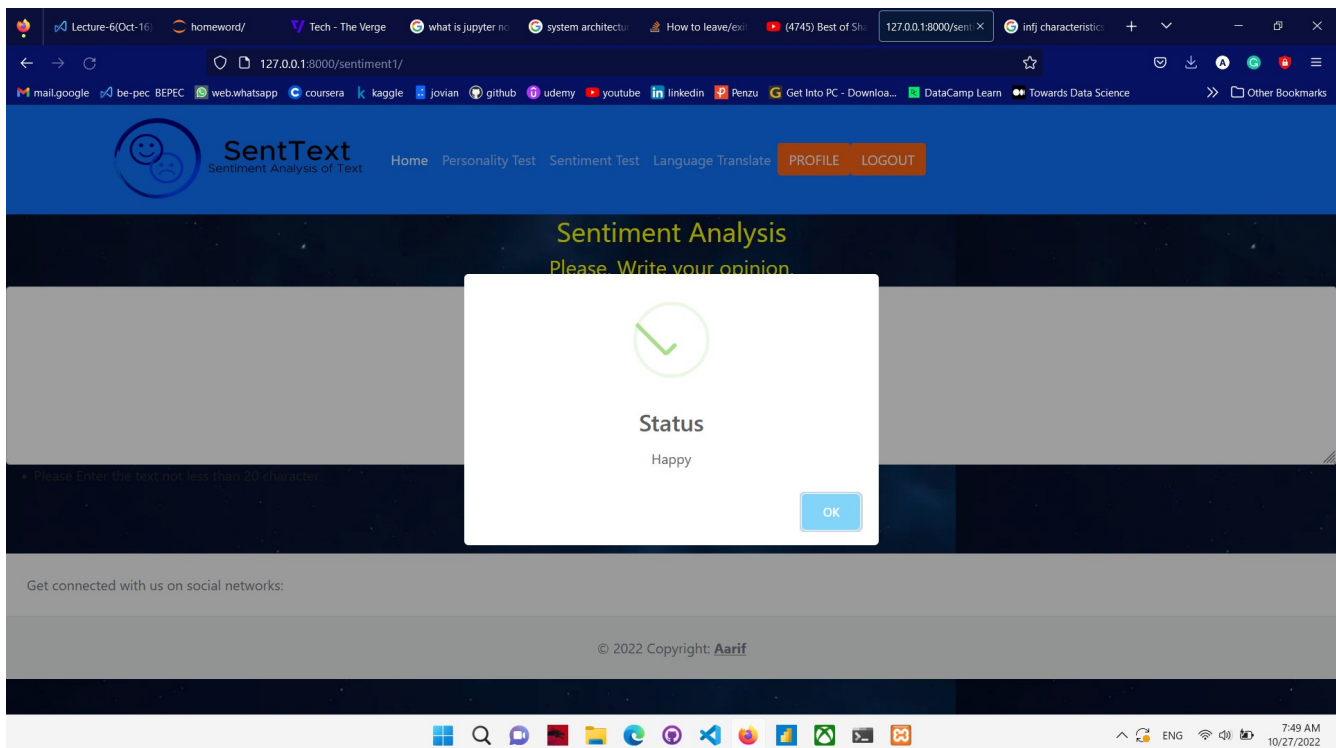 Lecture-6(Oct-16)
homeword/
Tech - The Verge
what is jupyter no
system architectur
How to leave/exit
(4745) Best of Sha
127.0.0.1:8000/senti
infj characteristics
127.0.0.1:8000/sentiment1/
mail.google
be-pec BEPEC
web.whatsapp
coursera
kaggle
jovian
github
udemy
youtube
linkedin
Penzu
Get Into PC - Downloa...
DataCamp Learn
Towards Data Science
Other Bookmarks
SentText
Sentiment Analysis of Text
Home Personality Test Sentiment Test Language Translate PROFILE LOGOUT
Sentiment Analysis
Please, Write your opinion.
Status
Happy
OK
• Please Enter the text not less than 20 character
Get connected with us on social networks:
© 2022 Copyright: Aarif
ENG
7:49 AM
10/27/2022